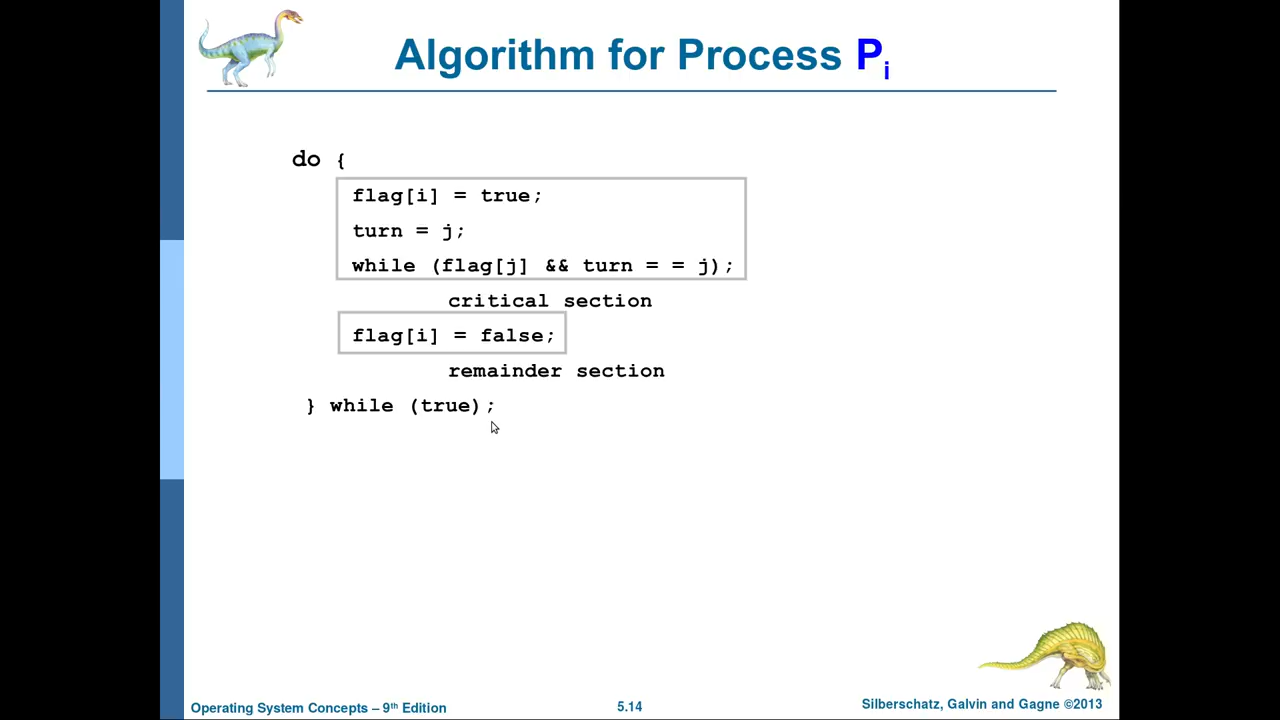 Algorithm for Process Pi
do {
flag[i] = true;
turn = j;
while (flag[j] && turn = = j);
critical section
flag[i] = false;
remainder section
} while (true);
Operating System Concepts – 9th Edition
5.14
Silberschatz, Galvin and Gagne ©2013